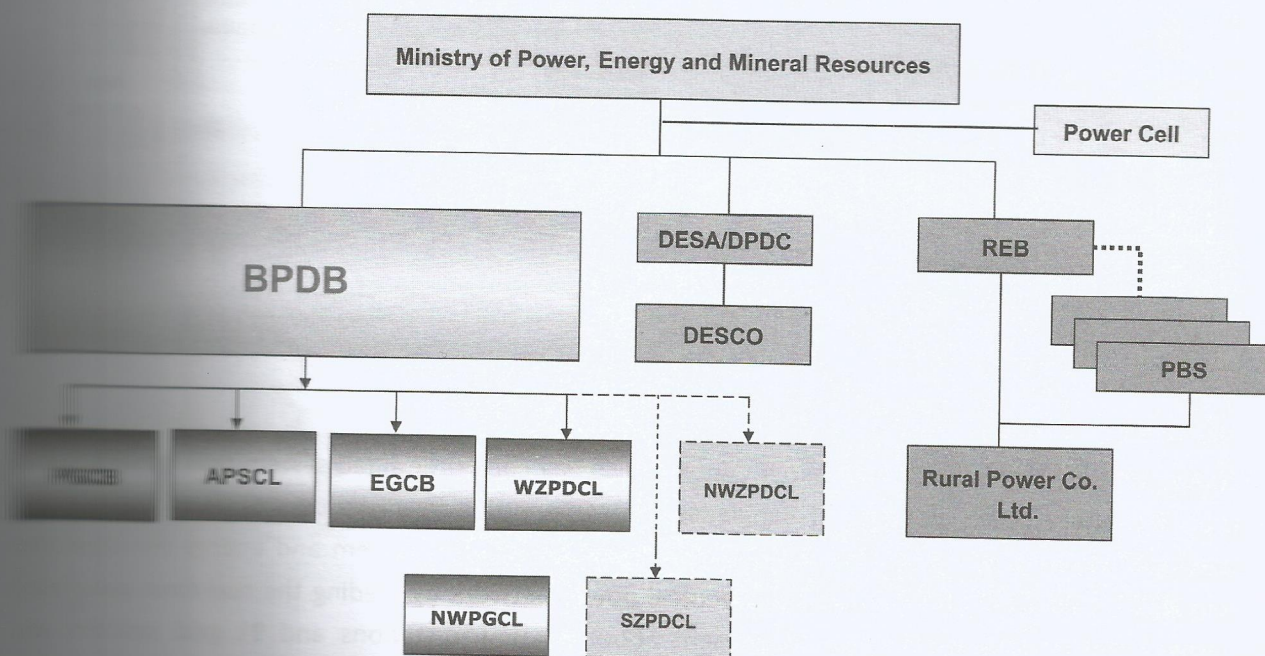 Ministry of Power, Energy and Mineral Resources
Power Cell
BPDB
DESA/DPDC
REB
DESCO
PBS
APSCL
EGCB
WZPDCL
NWZPDCL
Rural Power Co.
Ltd.
NWPGCL
SZPDCL